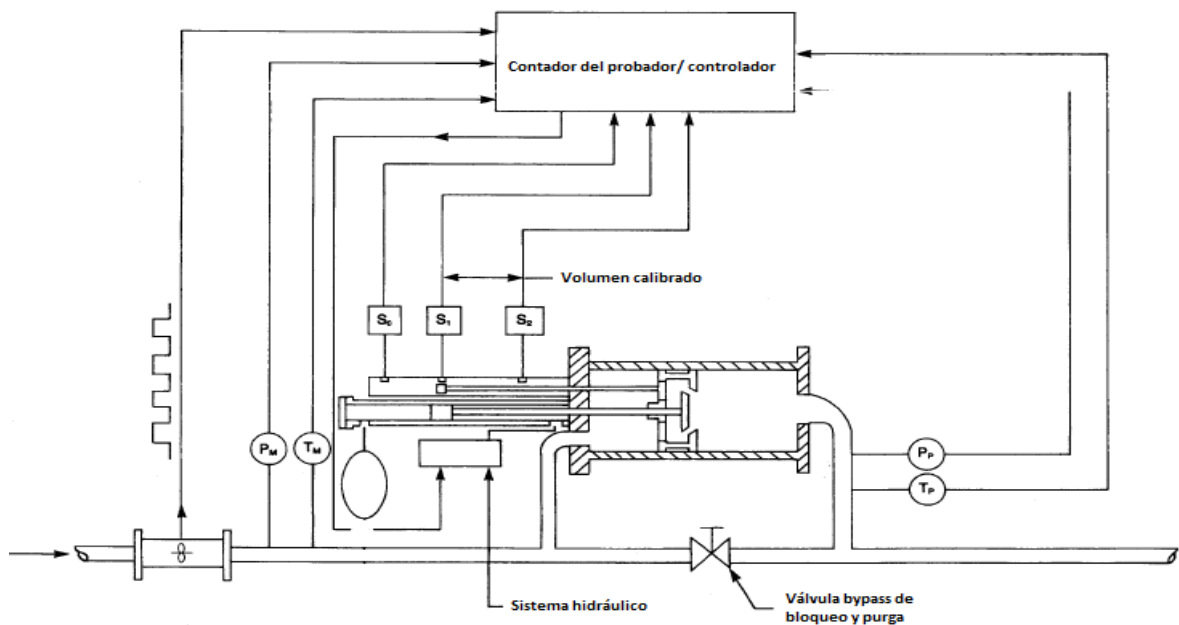 Contador del probador/ controlador
Volumen calibrado
S₀
S₁
S₂
Pₘ
Tₘ
Pₚ
Tₚ
Sistema hidráulico
Válvula bypass de
bloqueo y purga